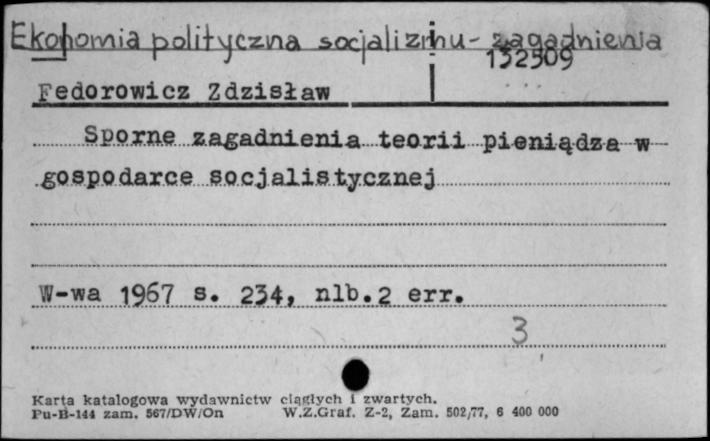 Ekonomia polityczna socjalizmu - zagadnienia
132509
Fedorowicz Zdzisław
Sporne zagadnienia teorii pieniądza w
gospodarce socjalistycznej
W-wa 1967 s. 234, nlb.2 err.
3
Karta katalogowa wydawnictw ciągłych i zwartych.
Pu-B-144 zam. 567/DW/On W.Z.Graf. Z-2, Zam. 502/77, 6 400 000